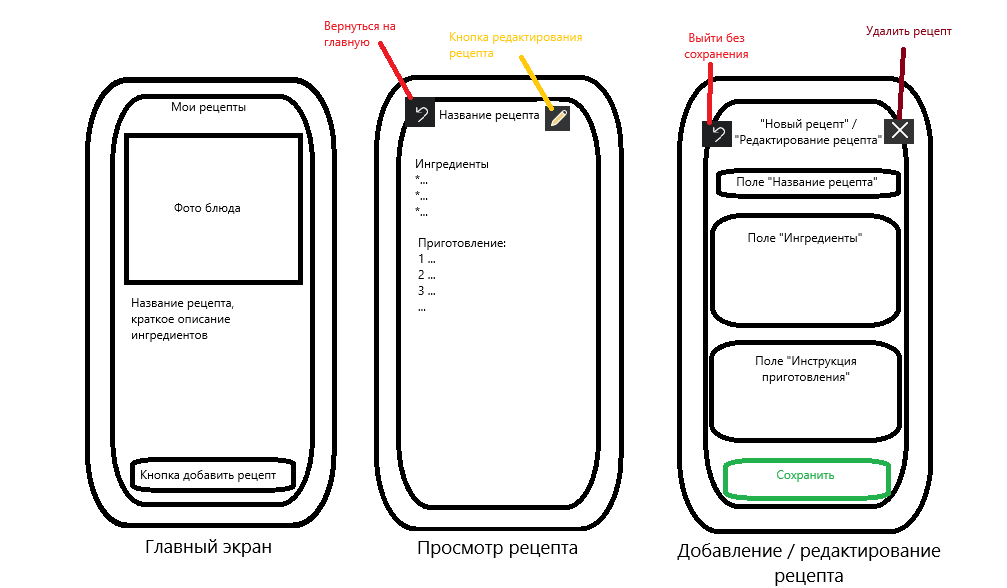 Вернуться на
главную
Кнопка редактирования
рецепта
Выйти без
сохранения
Удалить рецепт
Мои рецепты
Фото блюда
Название рецепта,
краткое описание
ингредиентов
Кнопка добавить рецепт
Главный экран
Название рецепта
Ингредиенты
*...
*...
*...
Приготовление:
1 ...
2 ...
3 ...
...
Просмотр рецепта
"Новый рецепт" /
"Редактирование рецепта"
Поле "Название рецепта"
Поле "Ингредиенты"
Поле "Инструкция
приготовления"
Сохранить
Добавление / редактирование
рецепта